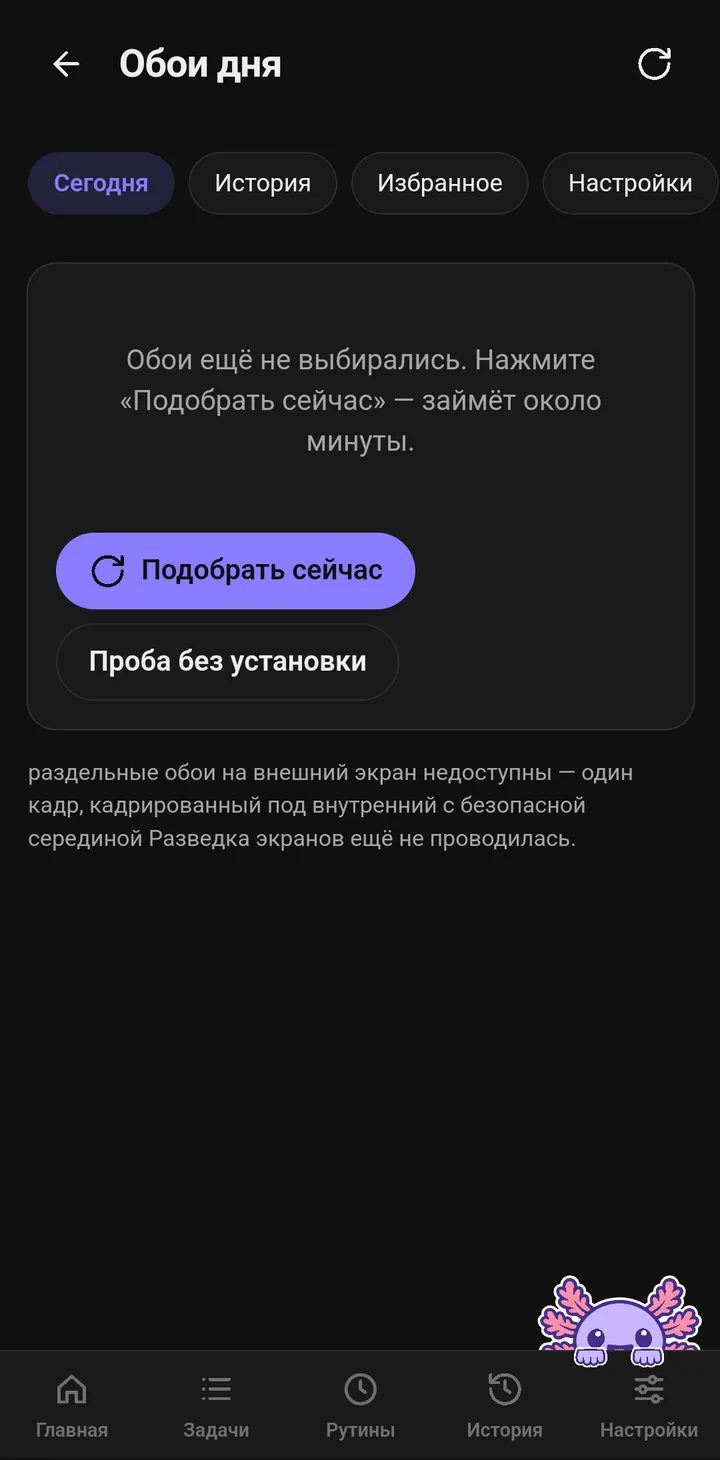 Обои дня
Сегодня
История
Избранное
Настройки
Обои ещё не выбирались. Нажмите
«Подобрать сейчас» — займёт около
минуты.
Подобрать сейчас
Проба без установки
раздельные обои на внешний экран недоступны — один
кадр, кадрированный под внутренний с безопасной
серединой Разведка экранов ещё не проводилась.
Главная
Задачи
Рутины
История
Настройки